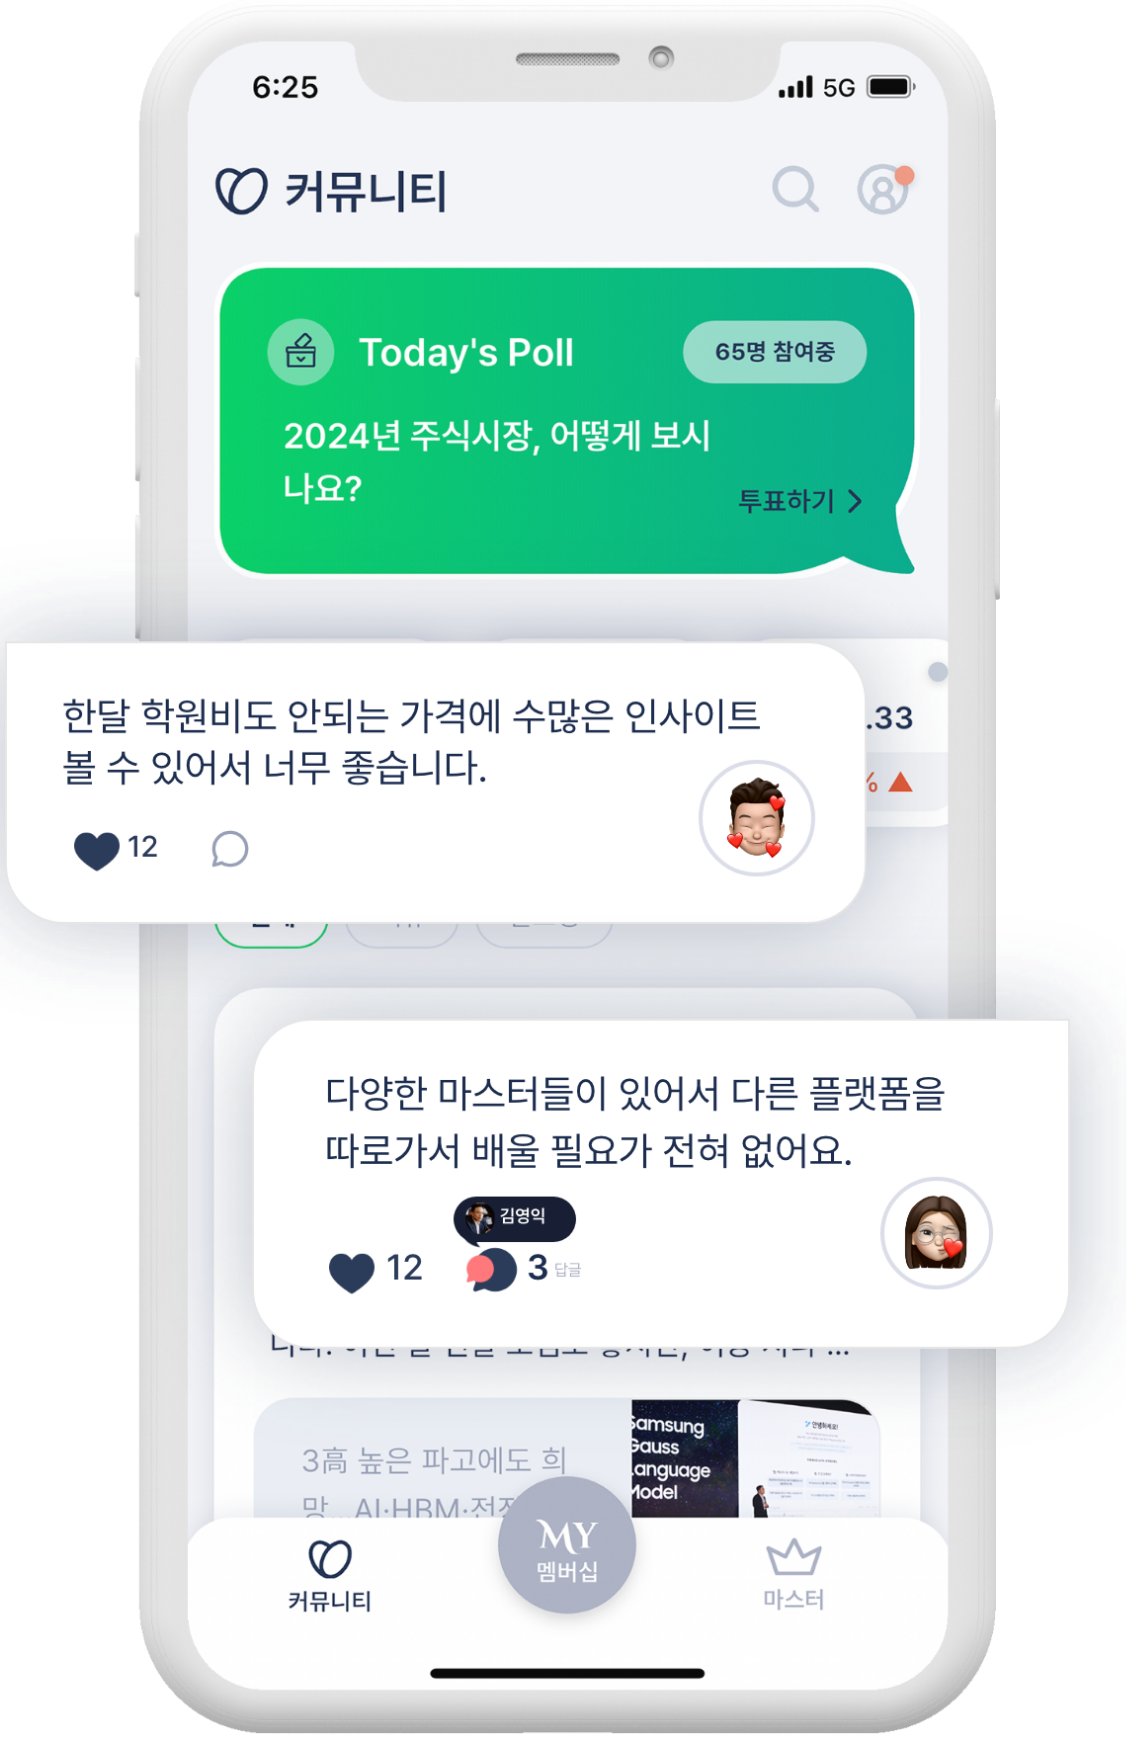 6:25
5G
커뮤니티
Today's Poll
65명 참여중
2024년 주식시장, 어떻게 보시
나요?
투표하기
.33
%
한달 학원비도 안되는 가격에 수많은 인사이트
볼 수 있어서 너무 좋습니다.
12
다양한 마스터들이 있어서 다른 플랫폼을
따로가서 배울 필요가 전혀 없어요.
김영익
12
3 답글
3高 높은 파고에도 희
망...AI·HBM·전
Samsung
Gauss
Language
Model
안녕하세요!
MY
멤버십
커뮤니티
마스터